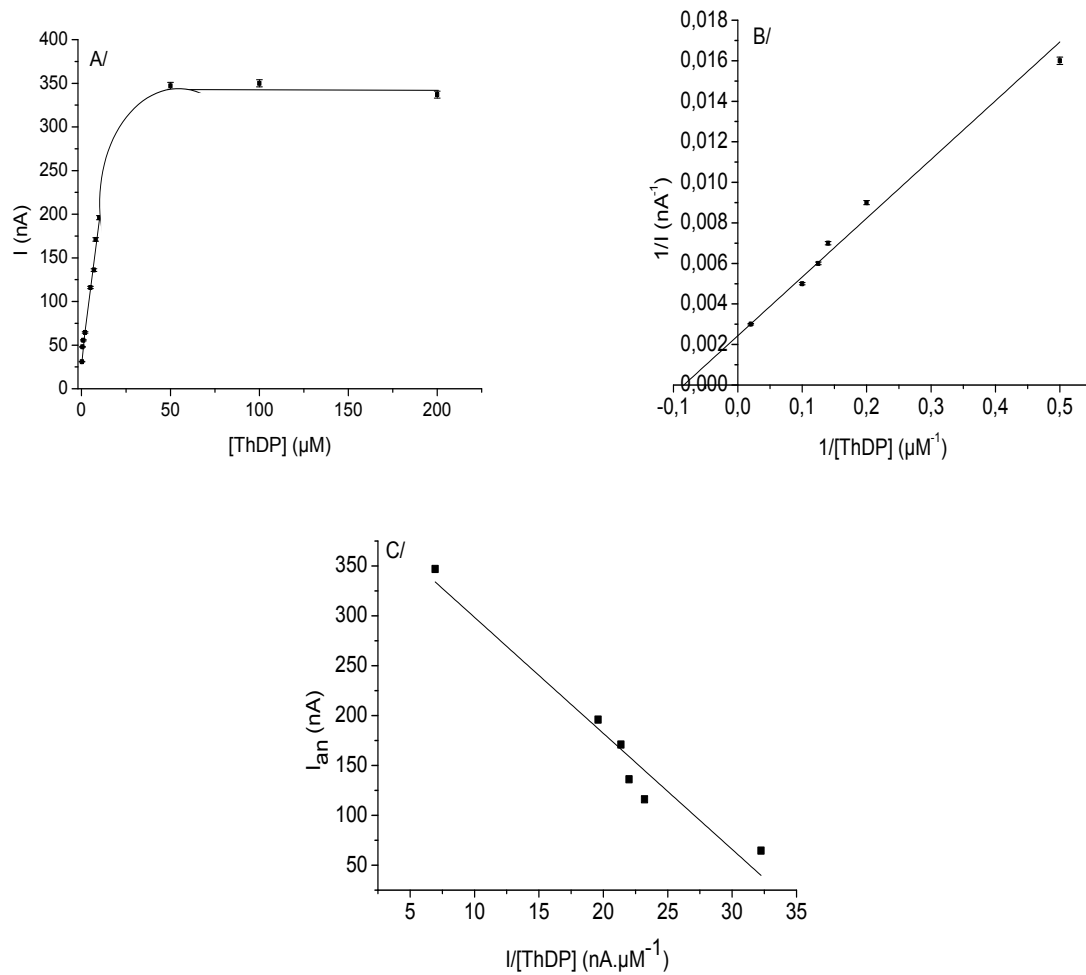 A/
400
350
300
250
200
150
100
50
0
I (nA)
0 50 100 150 200
[ThDP] (µM)
B/
0,018
0,016
0,014
0,012
0,010
0,008
0,006
0,004
0,002
0,000
1/I (nA-1)
-0,1 0,0 0,1 0,2 0,3 0,4 0,5
1/[ThDP] (µM-1)
C/
350
300
250
200
150
100
50
Ian (nA)
5 10 15 20 25 30 35
I/[ThDP] (nA.µM-1)